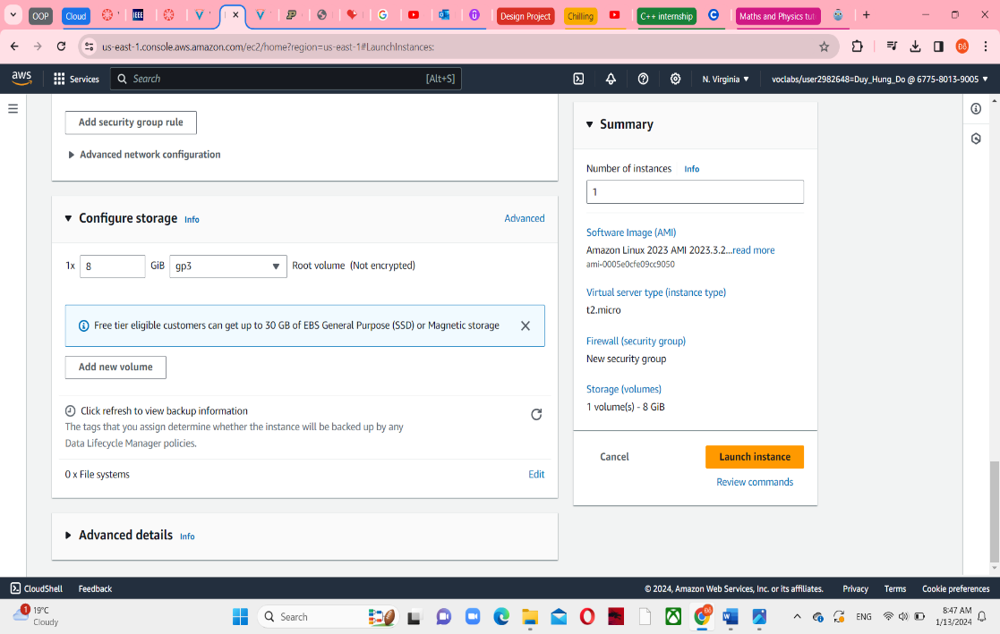 OOP
Cloud
IEEE
Design Project
Chilling
C++ internship
Maths and Physics tut
us-east-1.console.aws.amazon.com/ec2/home?region=us-east-1#LaunchInstances:
aws
Services
Search
[Alt+S]
N. Virginia
voclabs/user2982648=Duy_Hung_Do @ 6775-8013-9005
Add security group rule
Advanced network configuration
Configure storage Info
Advanced
1x 8 GiB gp3 Root volume (Not encrypted)
Free tier eligible customers can get up to 30 GB of EBS General Purpose (SSD) or Magnetic storage
Add new volume
Click refresh to view backup information
The tags that you assign determine whether the instance will be backed up by any
Data Lifecycle Manager policies.
0 x File systems
Edit
Advanced details Info
Summary
Number of instances Info
1
Software Image (AMI)
Amazon Linux 2023 AMI 2023.3.2...read more
ami-0005e0cfe09cc9050
Virtual server type (instance type)
t2.micro
Firewall (security group)
New security group
Storage (volumes)
1 volume(s) - 8 GiB
Cancel
Launch instance
Review commands
CloudShell Feedback
© 2024, Amazon Web Services, Inc. or its affiliates. Privacy Terms Cookie preferences
1
19°C
Cloudy
Search
ENG
8:47 AM
1/13/2024